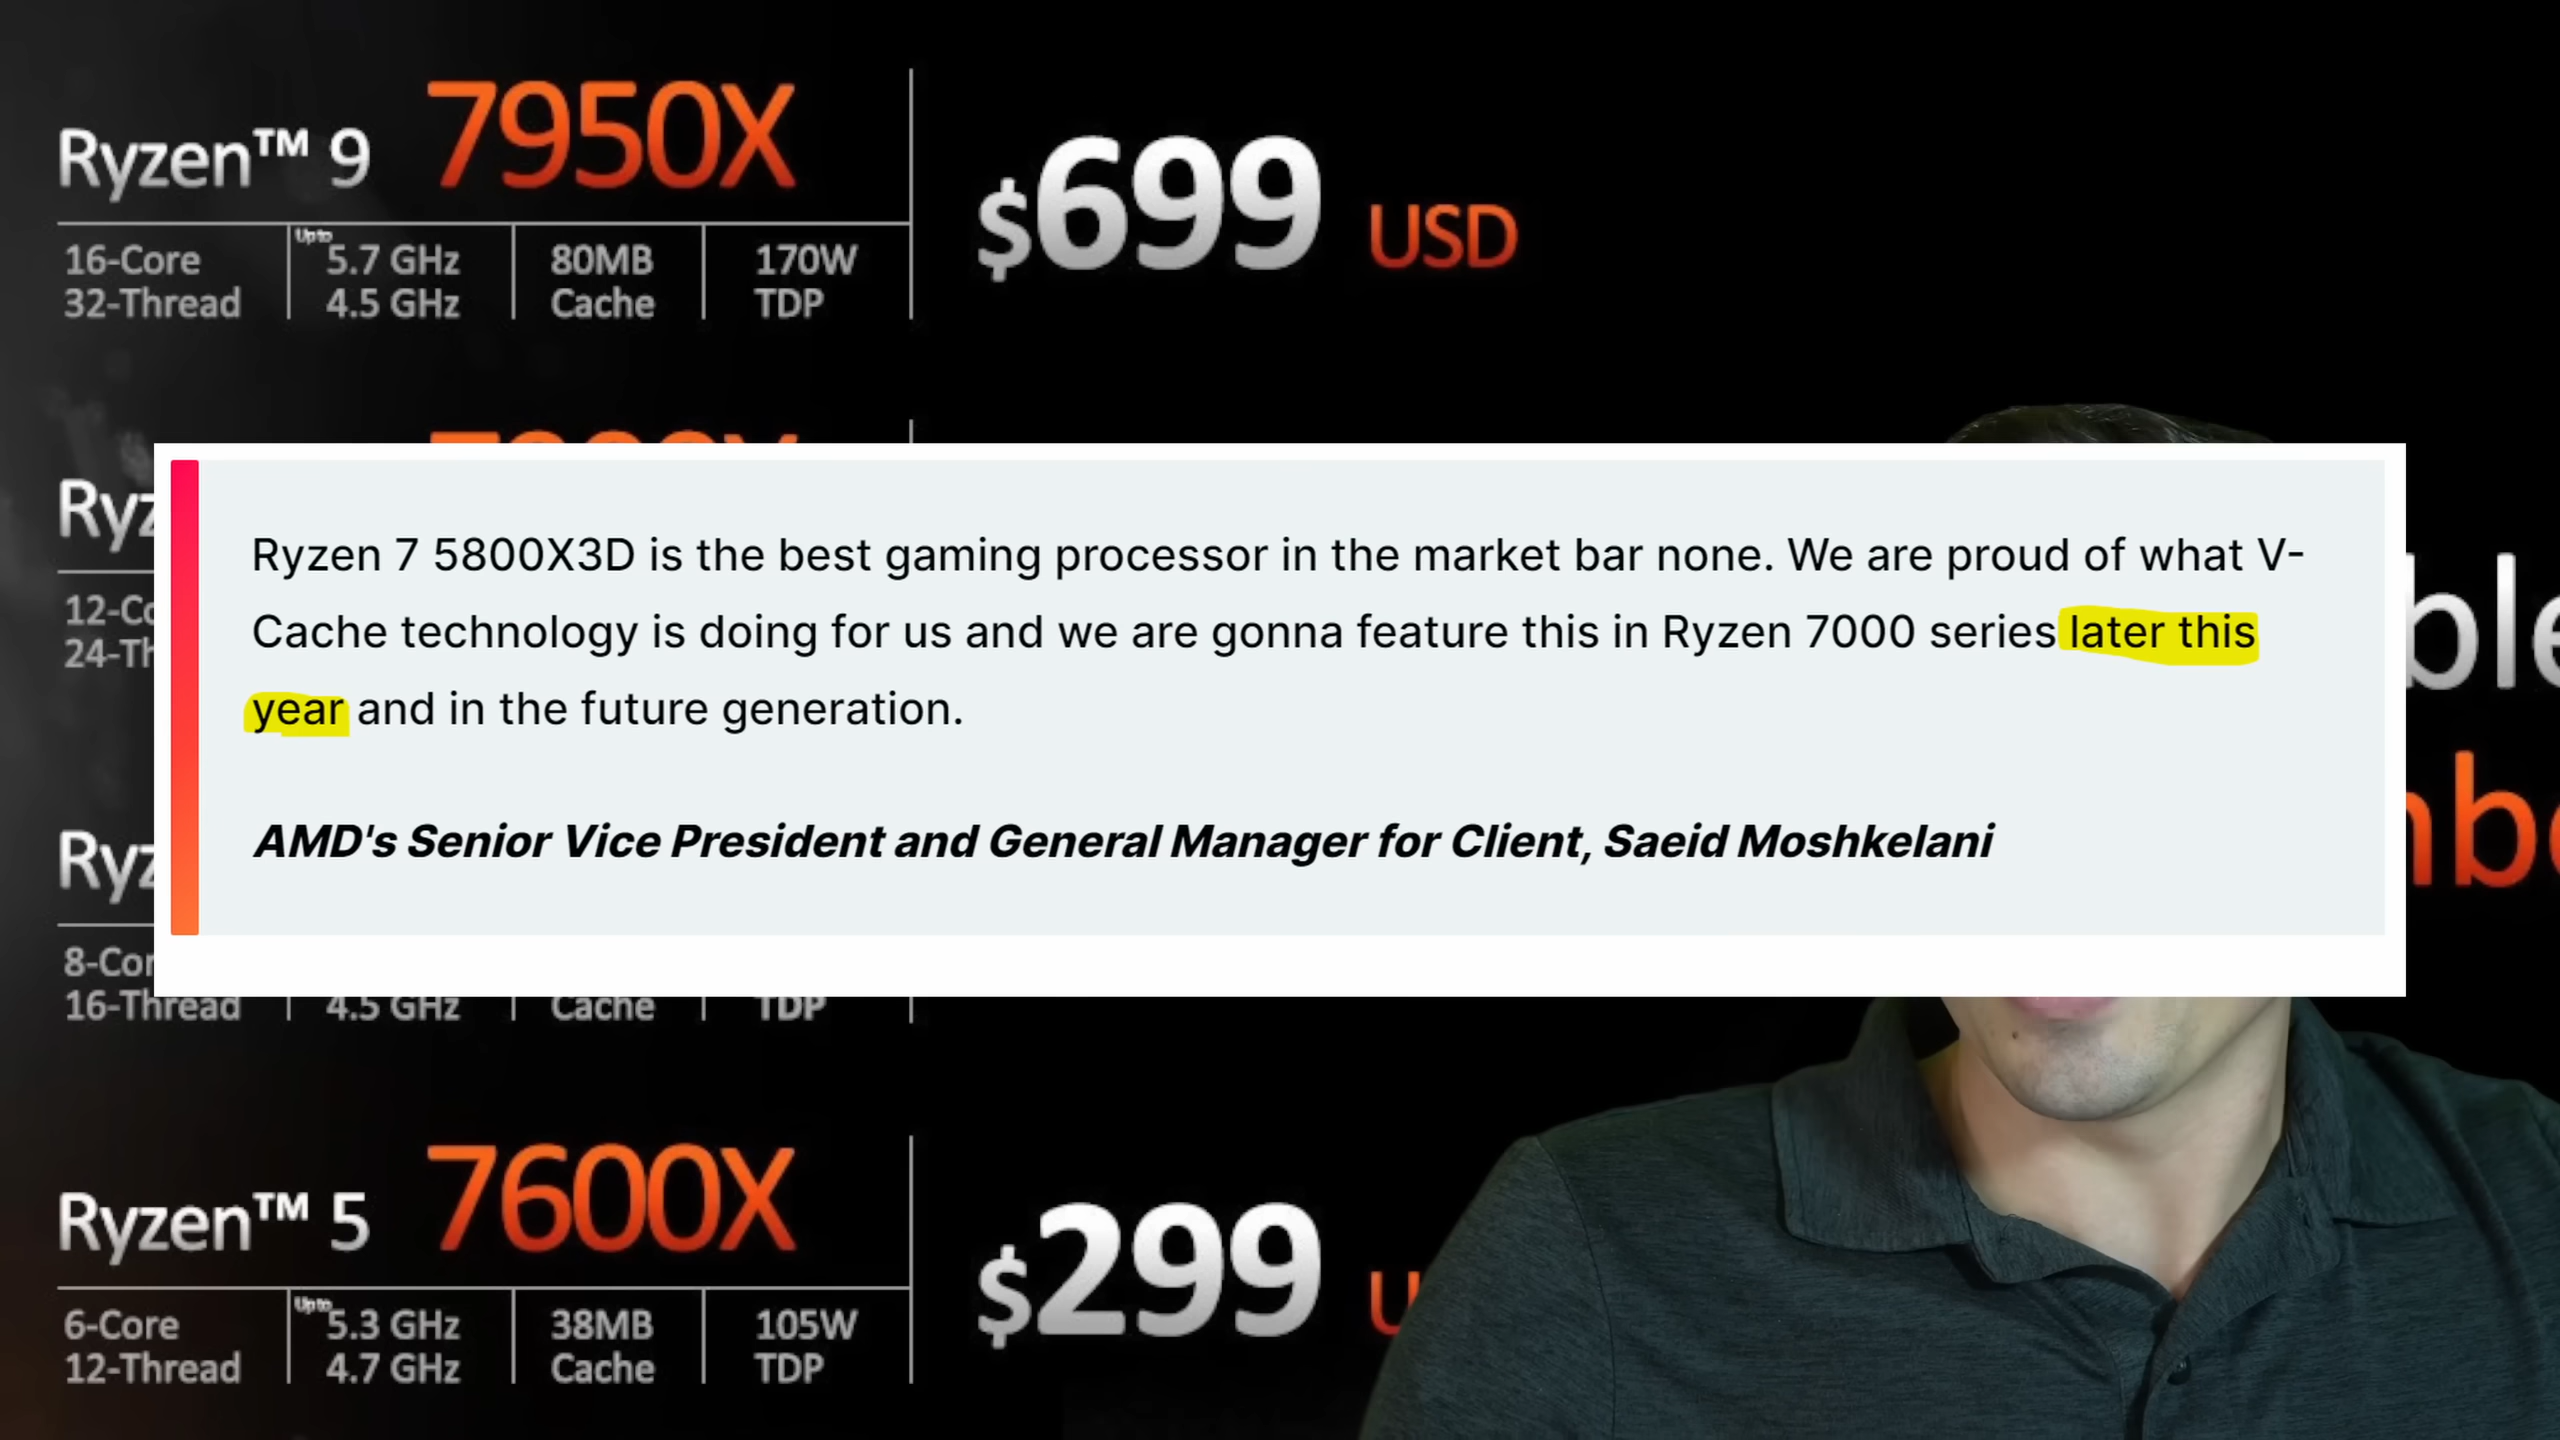 Ryzen™ 9 7950X
$699 USD
Up to
16-Core 5.7 GHz 80MB 170W
32-Thread 4.5 GHz Cache TDP
Ryzen 7 5800X3D is the best gaming processor in the market bar none. We are proud of what V-
Cache technology is doing for us and we are gonna feature this in Ryzen 7000 series later this
year and in the future generation.
AMD's Senior Vice President and General Manager for Client, Saeid Moshkelani
16-Thread 4.5 GHz Cache TDP
Ryzen™ 5 7600X
$299
Up to
6-Core 5.3 GHz 38MB 105W
12-Thread 4.7 GHz Cache TDP